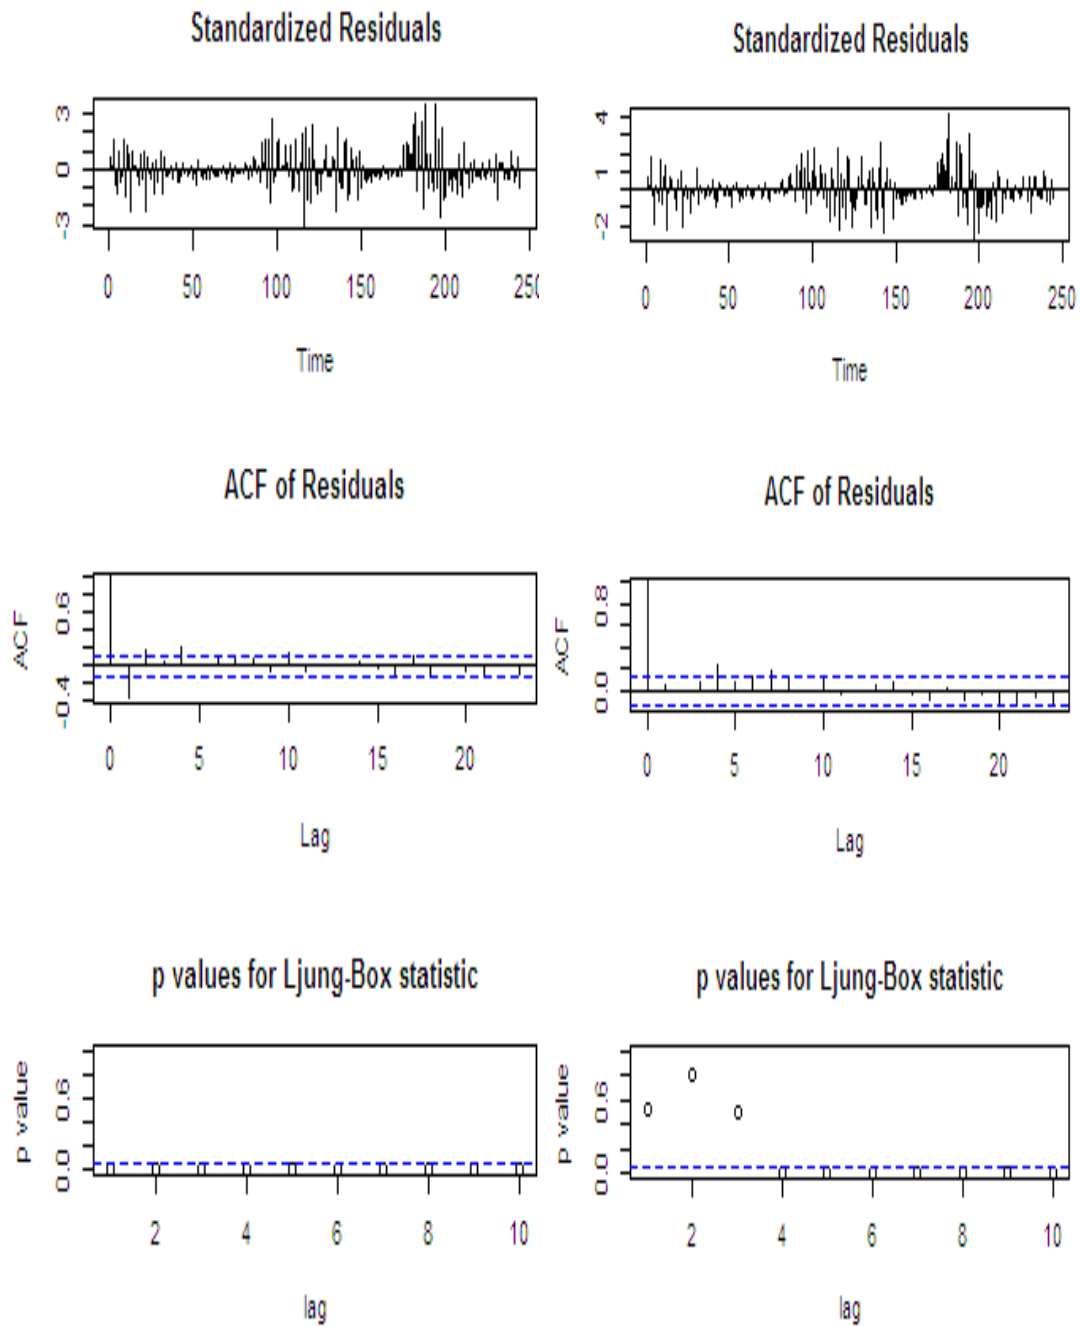 Standardized Residuals
3
0
-3
0 50 100 150 200 250
Time
ACF of Residuals
ACF
0.6
-0.4
0 5 10 15 20
Lag
p values for Ljung-Box statistic
p value
0.6
0.0
2 4 6 8 10
lag
Standardized Residuals
4
1
-2
0 50 100 150 200 250
Time
ACF of Residuals
ACF
0.8
0.0
0 5 10 15 20
Lag
p values for Ljung-Box statistic
p value
0.6
0.0
2 4 6 8 10
lag